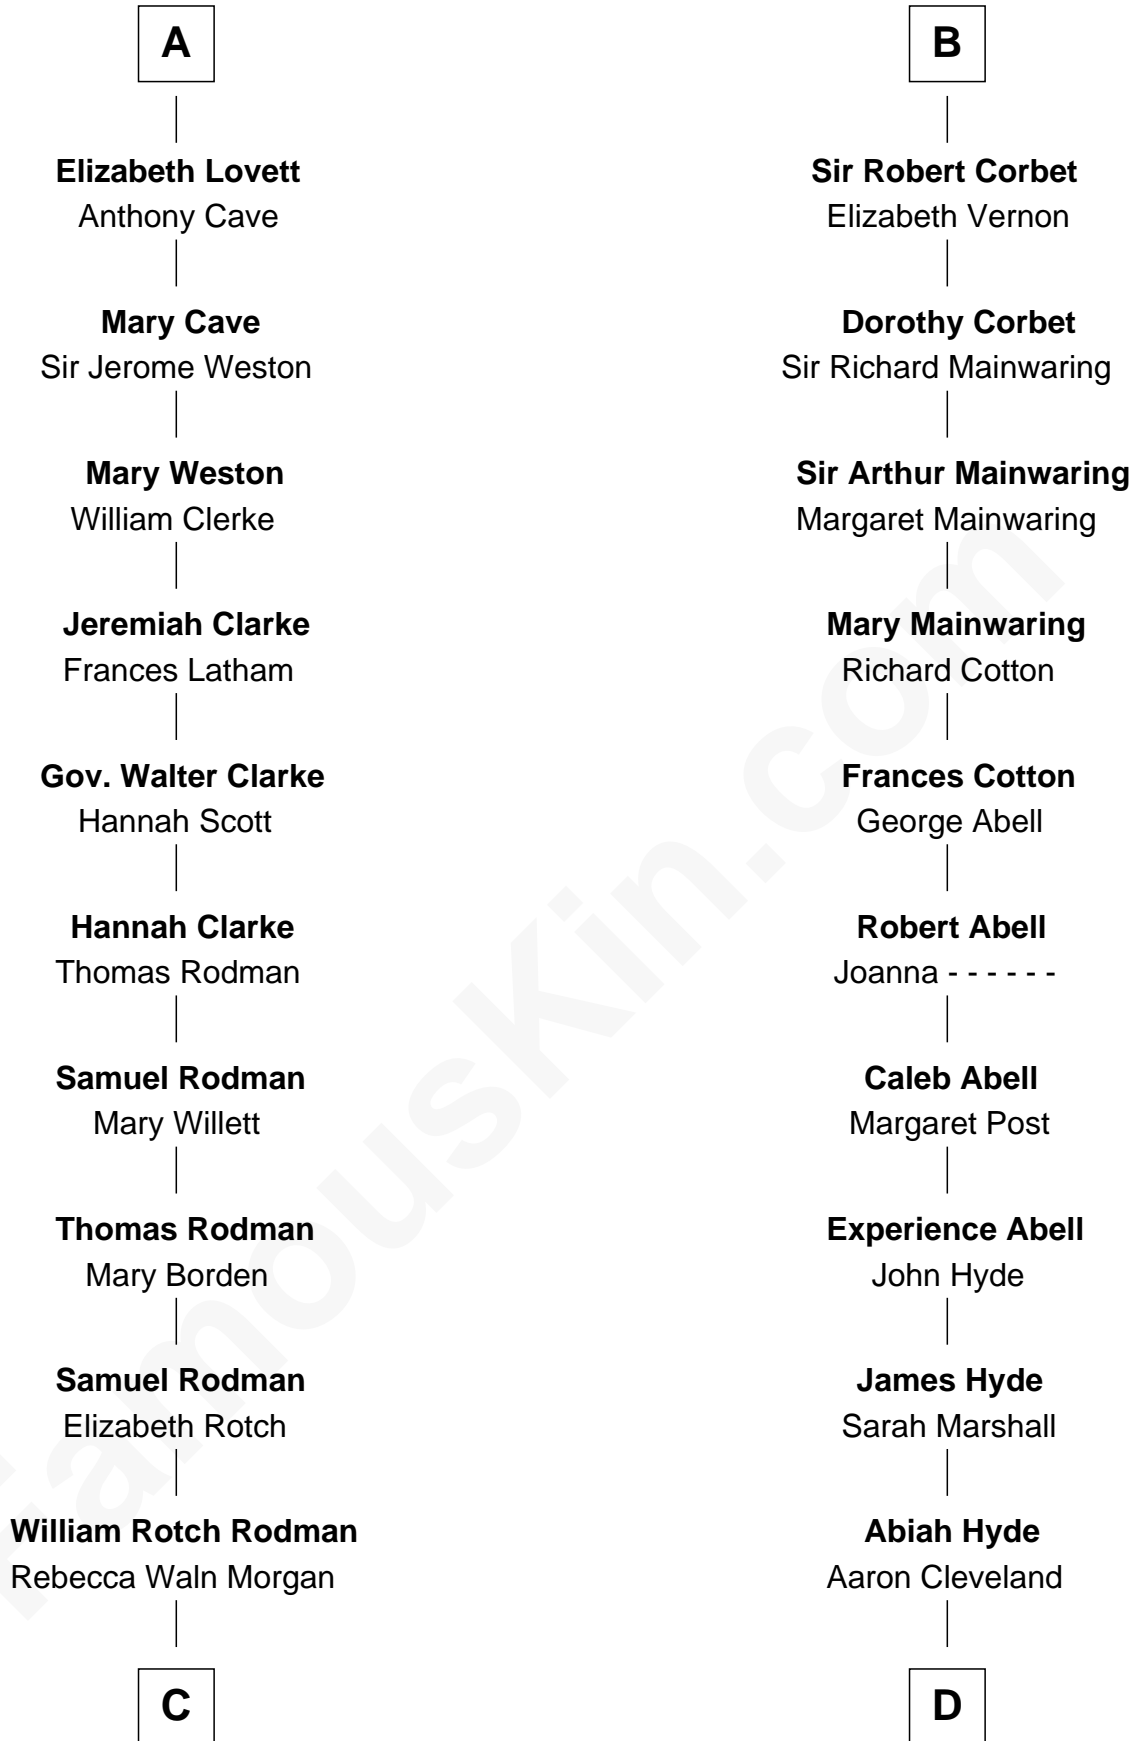 A
Elizabeth Lovett
Anthony Cave
Mary Cave
Sir Jerome Weston
Mary Weston
William Clerke
Jeremiah Clarke
Frances Latham
Gov. Walter Clarke
Hannah Scott
Hannah Clarke
Thomas Rodman
Samuel Rodman
Mary Willett
Thomas Rodman
Mary Borden
Samuel Rodman
Elizabeth Rotch
William Rotch Rodman
Rebecca Waln Morgan
C
B
Sir Robert Corbet
Elizabeth Vernon
Dorothy Corbet
Sir Richard Mainwaring
Sir Arthur Mainwaring
Margaret Mainwaring
Mary Mainwaring
Richard Cotton
Frances Cotton
George Abell
Robert Abell
Joanna - - - - - -
Caleb Abell
Margaret Post
Experience Abell
John Hyde
James Hyde
Sarah Marshall
Abiah Hyde
Aaron Cleveland
D
FamousKin.com